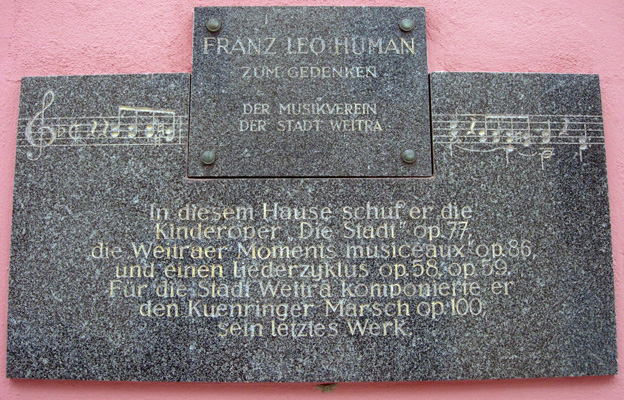 FRANZ LEO HUMAN
ZUM GEDENKEN
DER MUSIKVEREIN
DER STADT WEITRA
In diesem Hause schuf er die
Kinderoper „Die Stadt" op. 77,
die Weitraer „Moments musiceaux" op. 86,
und einen Liederzyklus op. 58, op. 59.
Für die Stadt Weitra komponierte er
den Kuenringer Marsch op. 100,
sein letztes Werk.